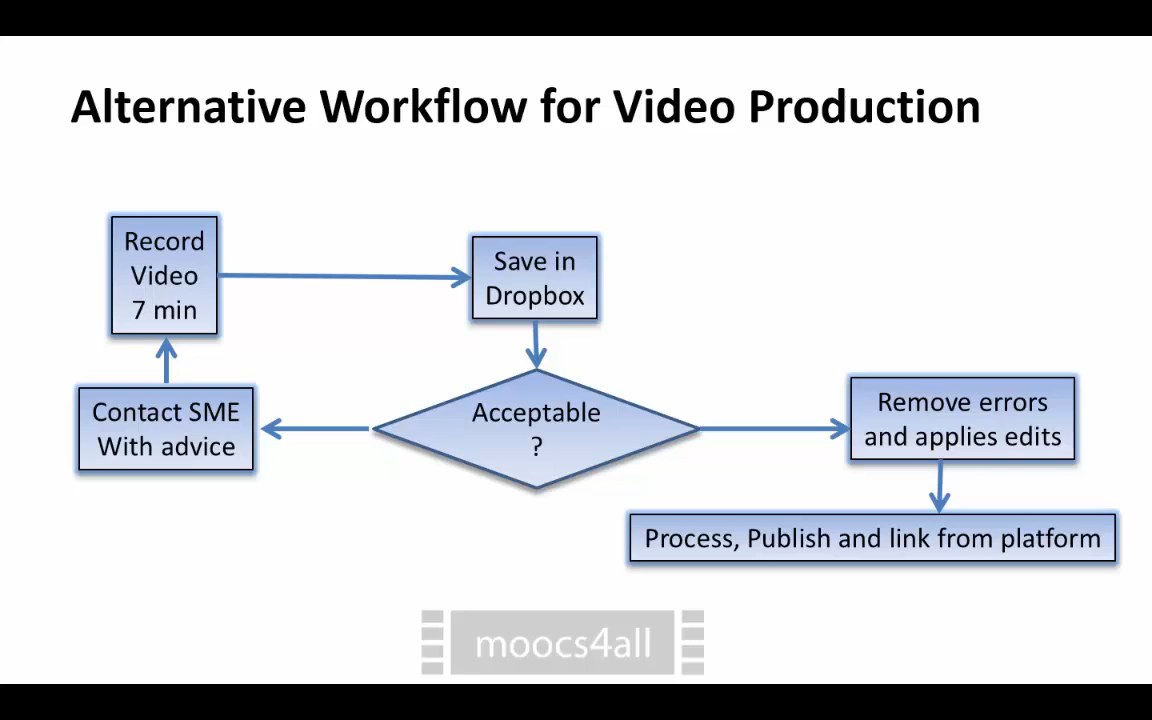 Alternative Workflow for Video Production
Record
Video
7 min
Save in
Dropbox
Contact SME
With advice
Acceptable
?
Remove errors
and applies edits
Process, Publish and link from platform
moocs4all